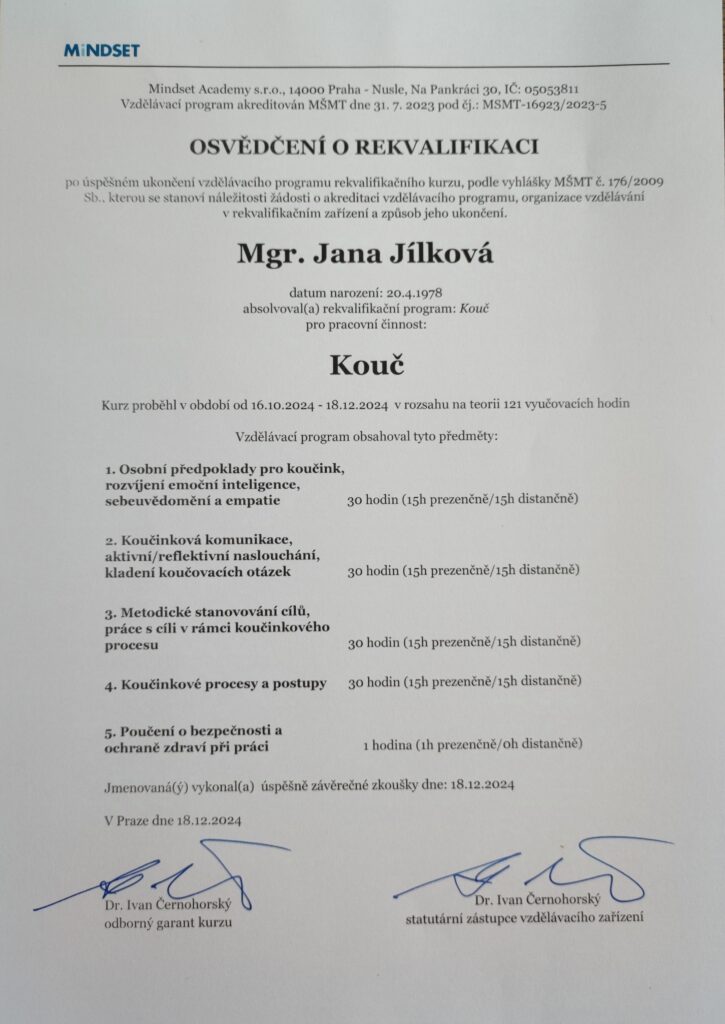 MiNDSET
Mindset Academy s.r.o., 14000 Praha - Nusle, Na Pankráci 30, IČ: 05053811
Vzdělávací program akreditován MŠMT dne 31. 7. 2023 pod čj.: MSMT-16923/2023-5
OSVĚDČENÍ O REKVALIFIKACI
po úspěšném ukončení vzdělávacího programu rekvalifikačního kurzu, podle vyhlášky MŠMT č. 176/2009
Sb., kterou se stanoví náležitosti žádosti o akreditaci vzdělávacího programu, organizace vzdělávání
v rekvalifikačním zařízení a způsob jeho ukončení.
Mgr. Jana Jílková
datum narození: 20.4.1978
absolvoval(a) rekvalifikační program: Kouč
pro pracovní činnost:
Kouč
Kurz proběhl v období od 16.10.2024 - 18.12.2024 v rozsahu na teorii 121 vyučovacích hodin
Vzdělávací program obsahoval tyto předměty:
1. Osobní předpoklady pro koučink,
rozvíjení emoční inteligence,
sebeuvědomění a empatie 30 hodin (15h prezenčně/15h distančně)
2. Koučinková komunikace,
aktivní/reflektivní naslouchání,
kladení koučovacích otázek 30 hodin (15h prezenčně/15h distančně)
3. Metodické stanovování cílů,
práce s cíli v rámci koučinkového
procesu 30 hodin (15h prezenčně/15h distančně)
4. Koučinkové procesy a postupy 30 hodin (15h prezenčně/15h distančně)
5. Poučení o bezpečnosti a
ochraně zdraví při práci 1 hodina (1h prezenčně/0h distančně)
Jmenovaná(ý) vykonal(a) úspěšně závěrečné zkoušky dne: 18.12.2024
V Praze dne 18.12.2024
Dr. Ivan Černohorský
odborný garant kurzu
Dr. Ivan Černohorský
statutární zástupce vzdělávacího zařízení